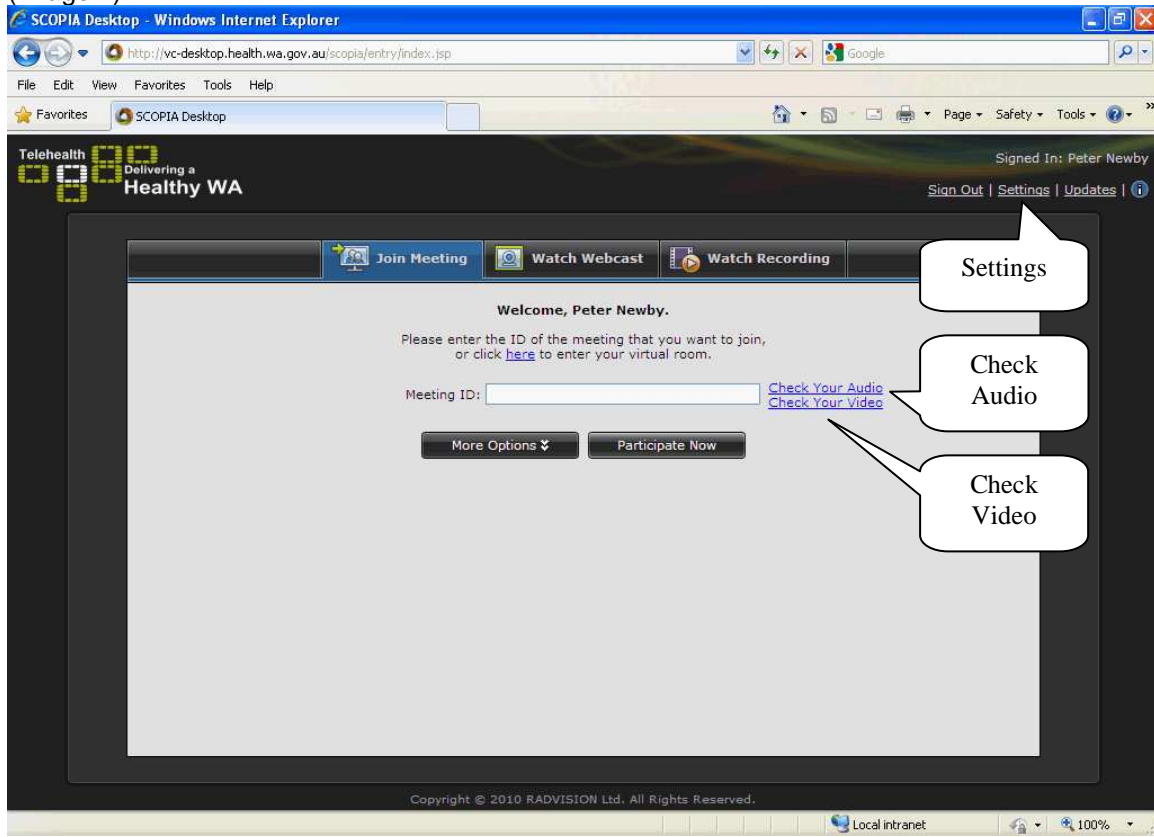 SCOPIA Desktop - Windows Internet Explorer
http://vc-desktop.health.wa.gov.au/scopia/entry/index.jsp
Google
File Edit View Favorites Tools Help
Favorites
SCOPIA Desktop
Page Safety Tools
Telehealth
Delivering a
Healthy WA
Signed In: Peter Newby
Sign Out | Settings | Updates |
Join Meeting
Watch Webcast
Watch Recording
Settings
Welcome, Peter Newby.
Please enter the ID of the meeting that you want to join,
or click here to enter your virtual room.
Meeting ID:
Check Your Audio
Check Your Video
Check
Audio
More Options
Participate Now
Check
Video
Copyright © 2010 RADVISION Ltd. All Rights Reserved.
Local intranet
100%